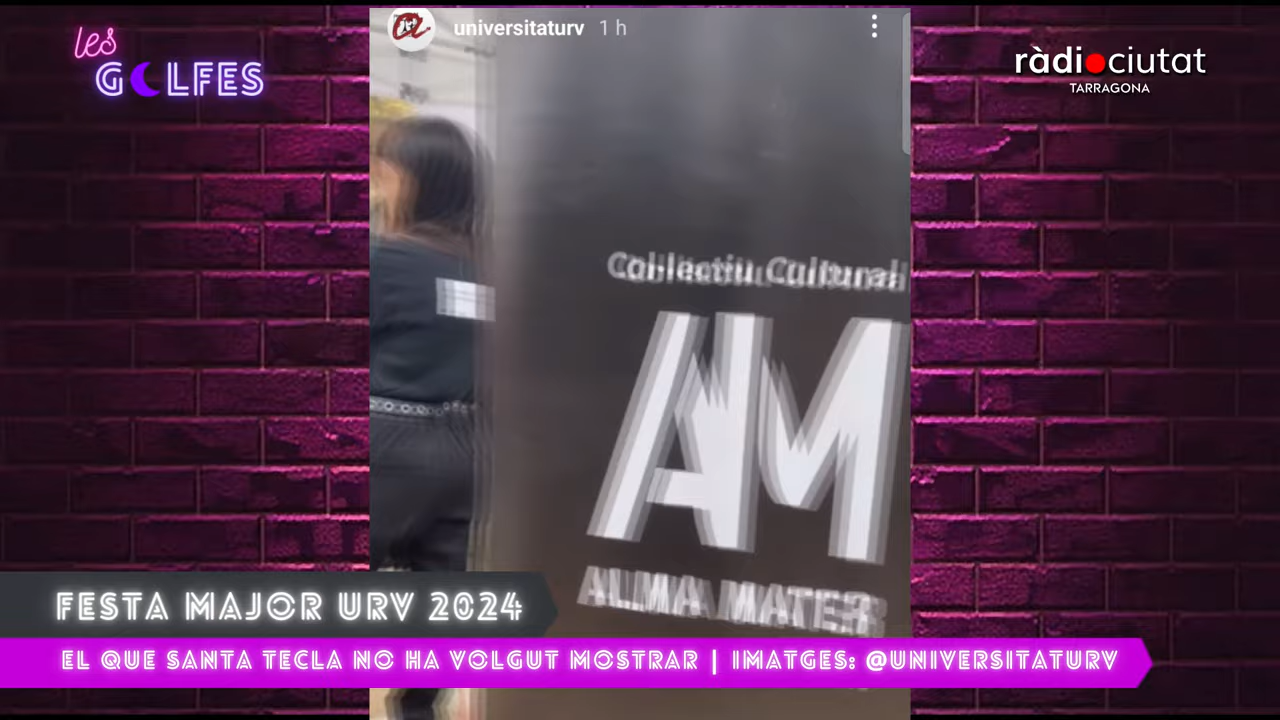 les
GOLFES
universitaturv 1 h
ràdiociutat
TARRAGONA
Col·lectiu Cultural
AM
ALMA MATER
FESTA MAJOR URV 2024
EL QUE SANTA TECLA NO HA VOLGUT MOSTRAR | IMATGES: @UNIVERSITATURV